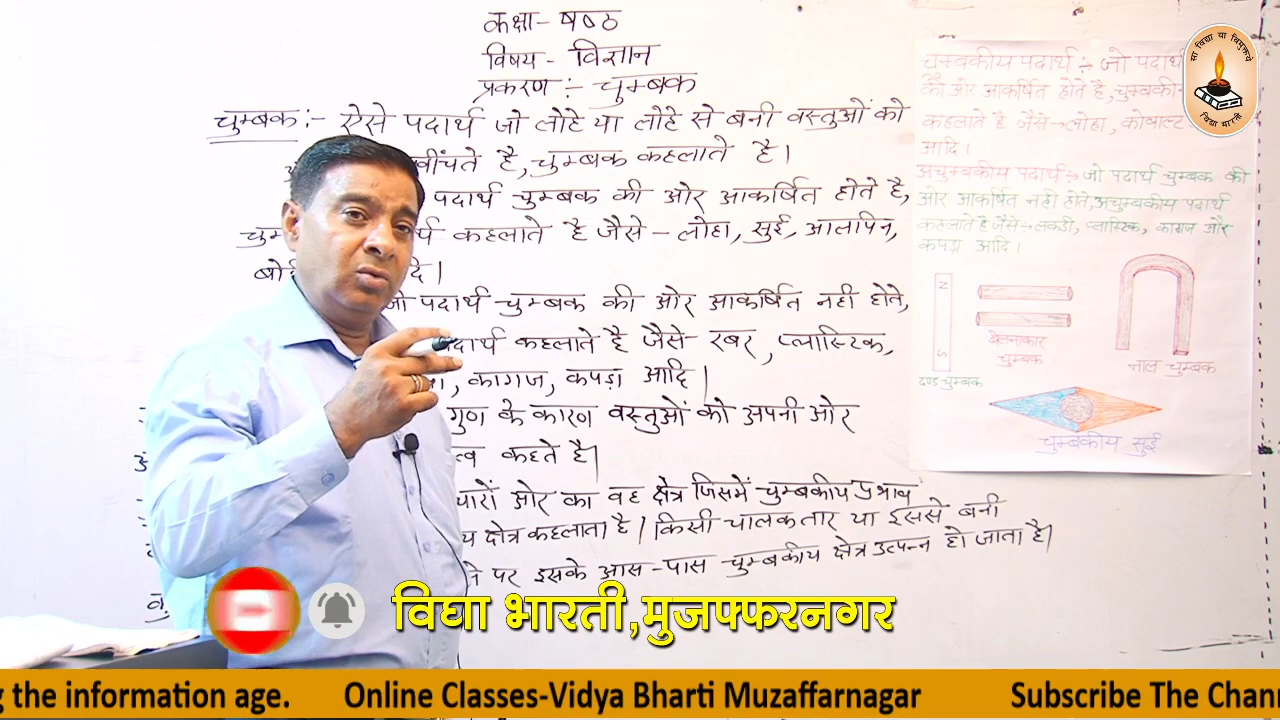 कक्षा - षष्ठ
विषय - विज्ञान
प्रकरण :- चुम्बक
चुम्बक :- ऐसे पदार्थ जो लोहे या लोहे से बनी वस्तुओं को
खींचते है, चुम्बक कहलाते है।
पदार्थ चुम्बक की ओर आकर्षित होते है,
कहलाते है जैसे - लोहा, सुई, आलापिन,
जो पदार्थ चुम्बक की ओर आकर्षित नही होते,
पदार्थ कहलाते है जैसे - रबर, प्लास्टिक,
कागज, कपड़ा आदि।
गुण के कारण वस्तुओं को अपनी ओर
कहते है।
चारों ओर का वह क्षेत्र जिसमें चुम्बकीय प्रभाव
क्षेत्र कहलाता है। किसी चालक तार या इससे बनी
पर इसके आस-पास चुम्बकीय क्षेत्र उत्पन्न हो जाता है।
चुम्बकीय पदार्थ :- जो पदार्थ
की ओर आकर्षित होते है, चुम्बकी
कहलाते है जैसे→ लोहा, कोबाल्ट
आदि।
अचुम्बकीय पदार्थ :- जो पदार्थ चुम्बक की
ओर आकर्षित नही होते, अचुम्बकीय पदार्थ
कहलाते है जैसे→ लकडी, प्लास्टिक, कागज और
कपड़ा आदि।
N
S
दण्ड चुम्बक
बेलनाकार
चुम्बक
नाल चुम्बक
चुम्बकीय सुई
सा विद्या या विमुक्तये
विद्या भारती
विद्या भारती,मुजफ्फरनगर
g the information age. Online Classes-Vidya Bharti Muzaffarnagar Subscribe The Chan